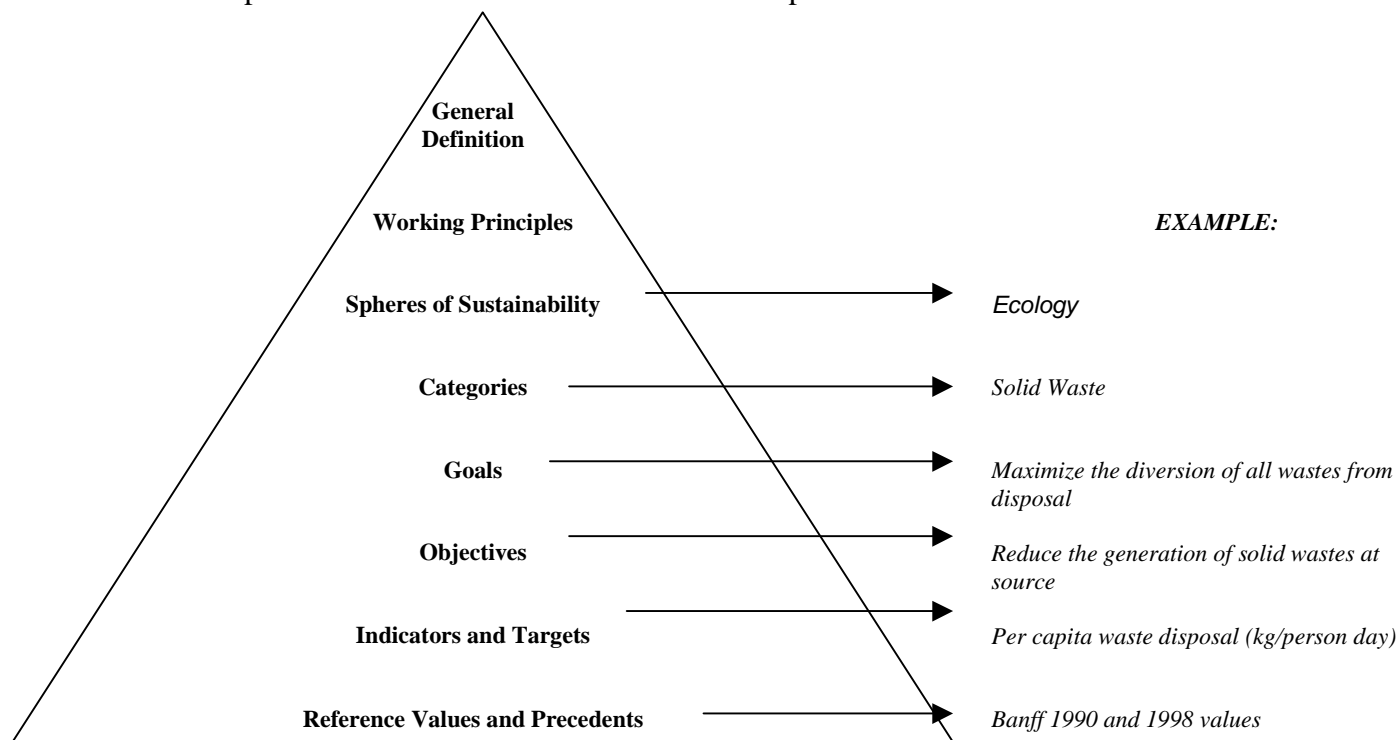 General
Definition
Working Principles
EXAMPLE:
Spheres of Sustainability
Ecology
Categories
Solid Waste
Goals
Maximize the diversion of all wastes from
disposal
Objectives
Reduce the generation of solid wastes at
source
Indicators and Targets
Per capita waste disposal (kg/person day)
Reference Values and Precedents
Banff 1990 and 1998 values